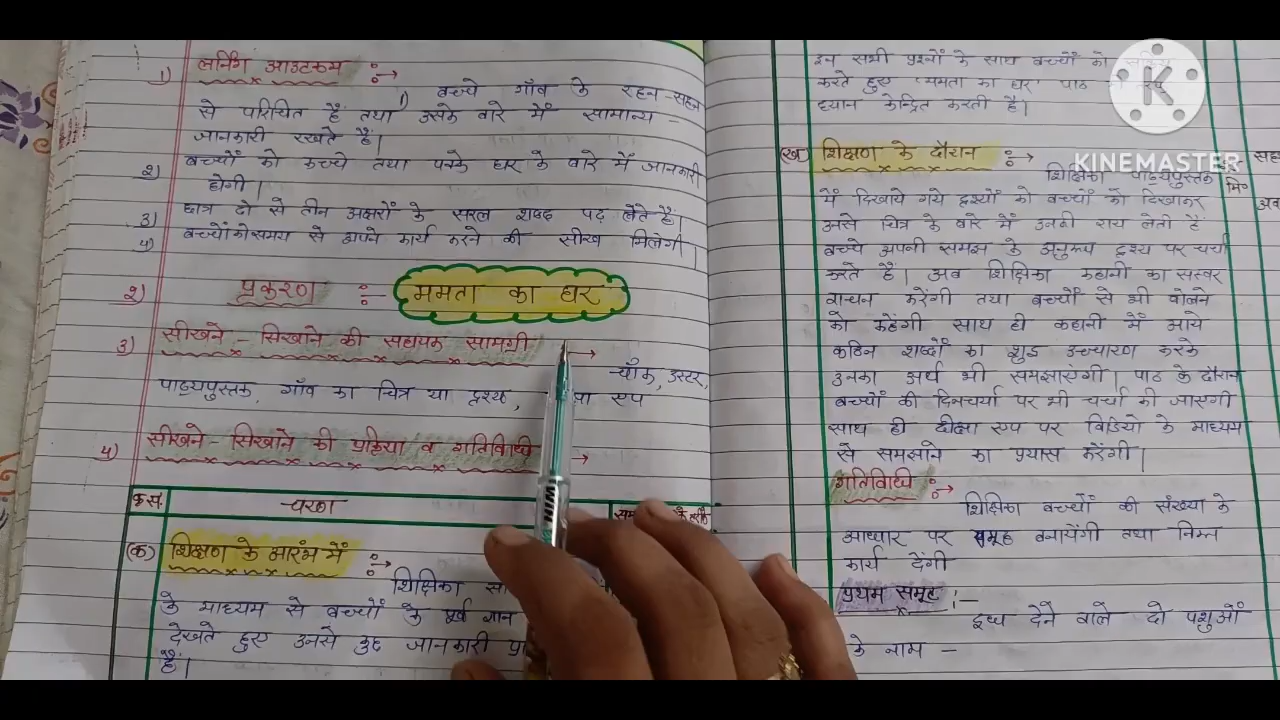 1) लर्निंग आउटकम :→
i) बच्चे गाँव के रहन-सहन
से परिचित हैं तथा उसके बारे में सामान्य -
जानकारी रखते हैं।
२) बच्चों को कच्चे तथा पक्के घर के बारे में जानकारी
होगी।
3) छात्र दो से तीन अक्षरों के सरल शब्द पढ़ लेते हैं।
4) बच्चों को समय से अपने कार्य करने की सीख मिलेगी
२) प्रकरण : ममता का घर
3) सीखने - सिखाने की सहायक सामग्री →
चॉक, डस्टर,
पाठ्यपुस्तक, गाँव का चित्र या दृश्य, एप
4) सीखने - सिखाने की प्रक्रिया व गतिविधि →
क्र.सं. चरण
(क) शिक्षण के आरंभ में :→
शिक्षिका
के माध्यम से बच्चों के पूर्व ज्ञान
देखते हुए उनसे कुछ जानकारी
हैं।
इन सभी प्रश्नों के साथ बच्चों को
करते हुए "ममता का घर" पाठ
ध्यान केन्द्रित करती है।
KINEMASTER
(ख) शिक्षण के दौरान :→
शिक्षिका पाठ्यपुस्तक
में दिखाये गये दृश्यों को बच्चों को दिखाकर
उनसे चित्र के बारे में उनकी राय लेती हैं
बच्चे अपनी समझ के अनुरूप दृश्य पर चर्चा
करते हैं। अब शिक्षिका कहानी का सस्वर
वाचन करेंगी तथा बच्चों से भी बोलने
को कहेंगी साथ ही कहानी में आये
कठिन शब्दों का शुद्ध उच्चारण करके
उनका अर्थ भी समझाएंगी। पाठ के दौरान
बच्चों की दिनचर्या पर भी चर्चा की जाएगी
साथ ही दीक्षा एप पर विडियो के माध्यम
से समझाने का प्रयास करेंगी।
गतिविधि :→
शिक्षिका बच्चों की संख्या के
आधार पर समूह बनायेंगी तथा निम्न
कार्य देंगी
प्रथम समूह :-
दूध देने वाले दो पशुओं
के नाम -